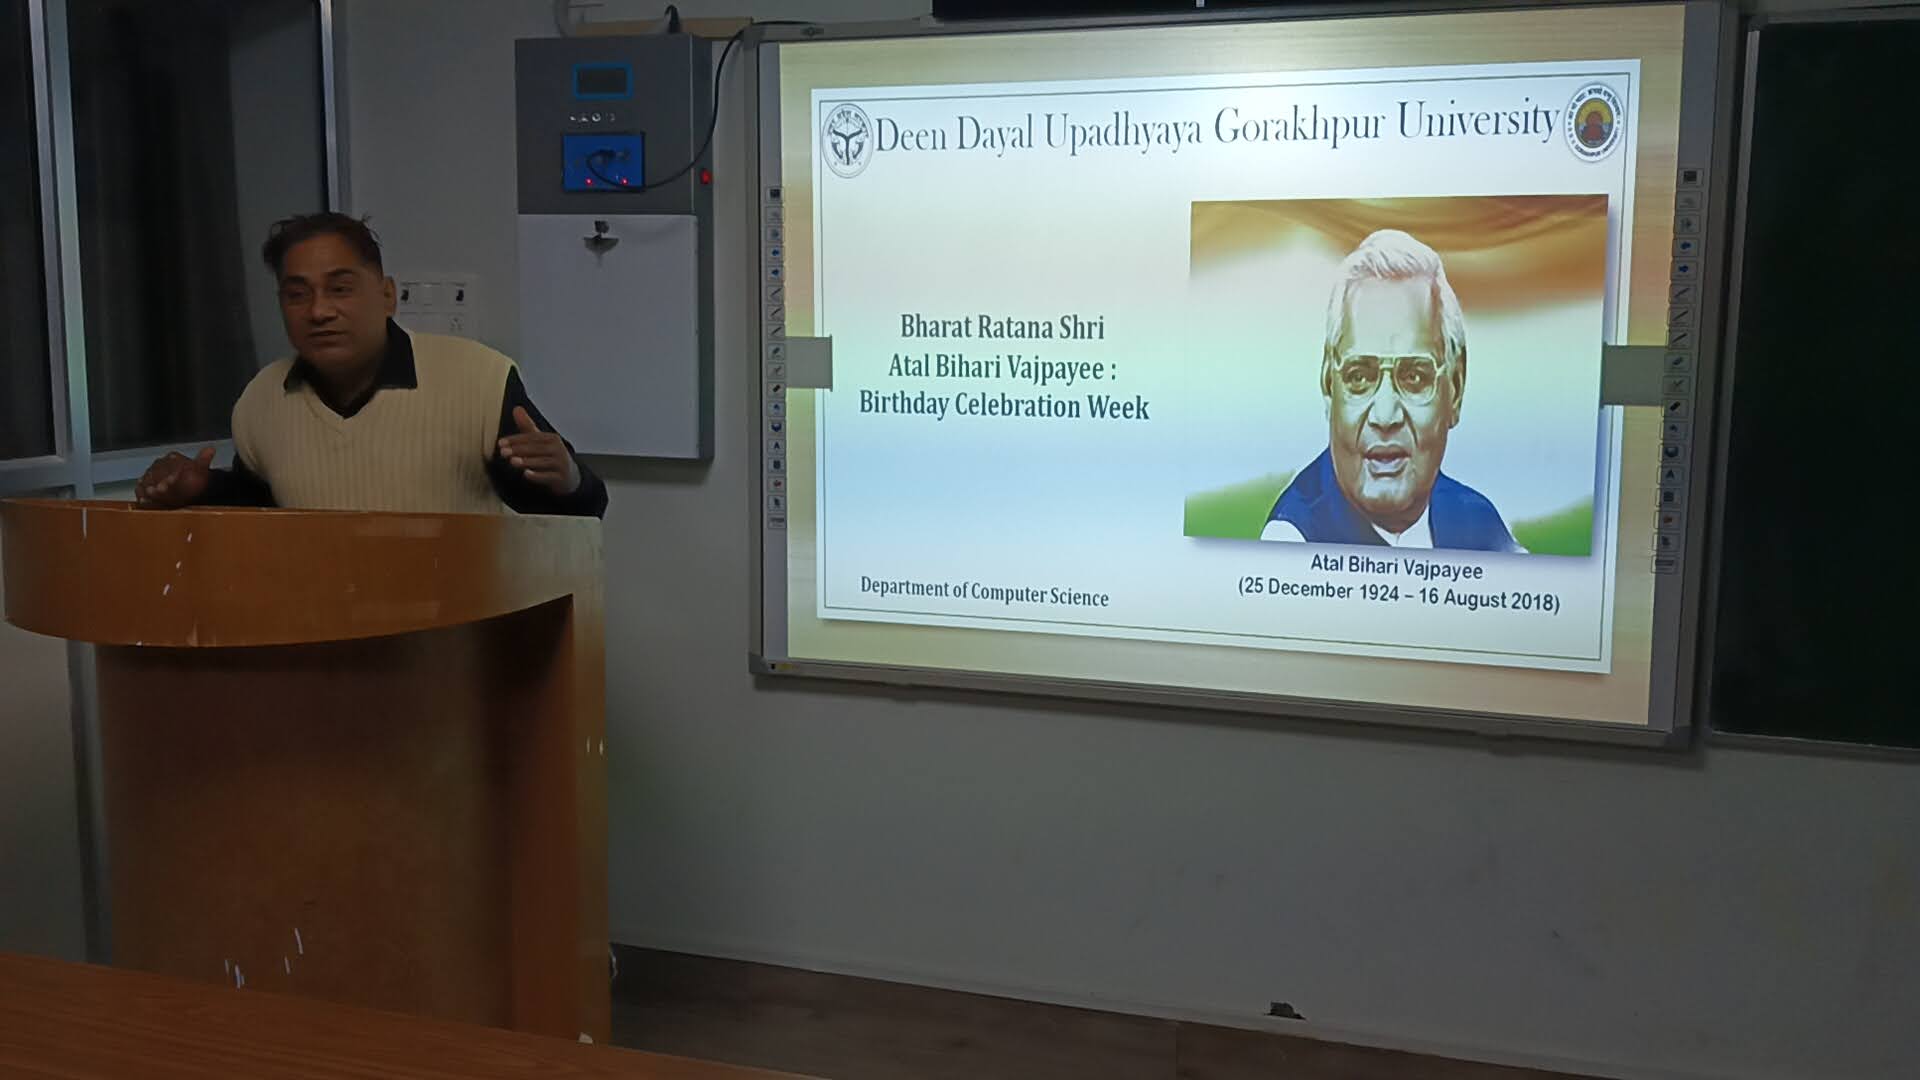 Deen Dayal Upadhyaya Gorakhpur University
Bharat Ratana Shri
Atal Bihari Vajpayee :
Birthday Celebration Week
Atal Bihari Vajpayee
(25 December 1924 – 16 August 2018)
Department of Computer Science